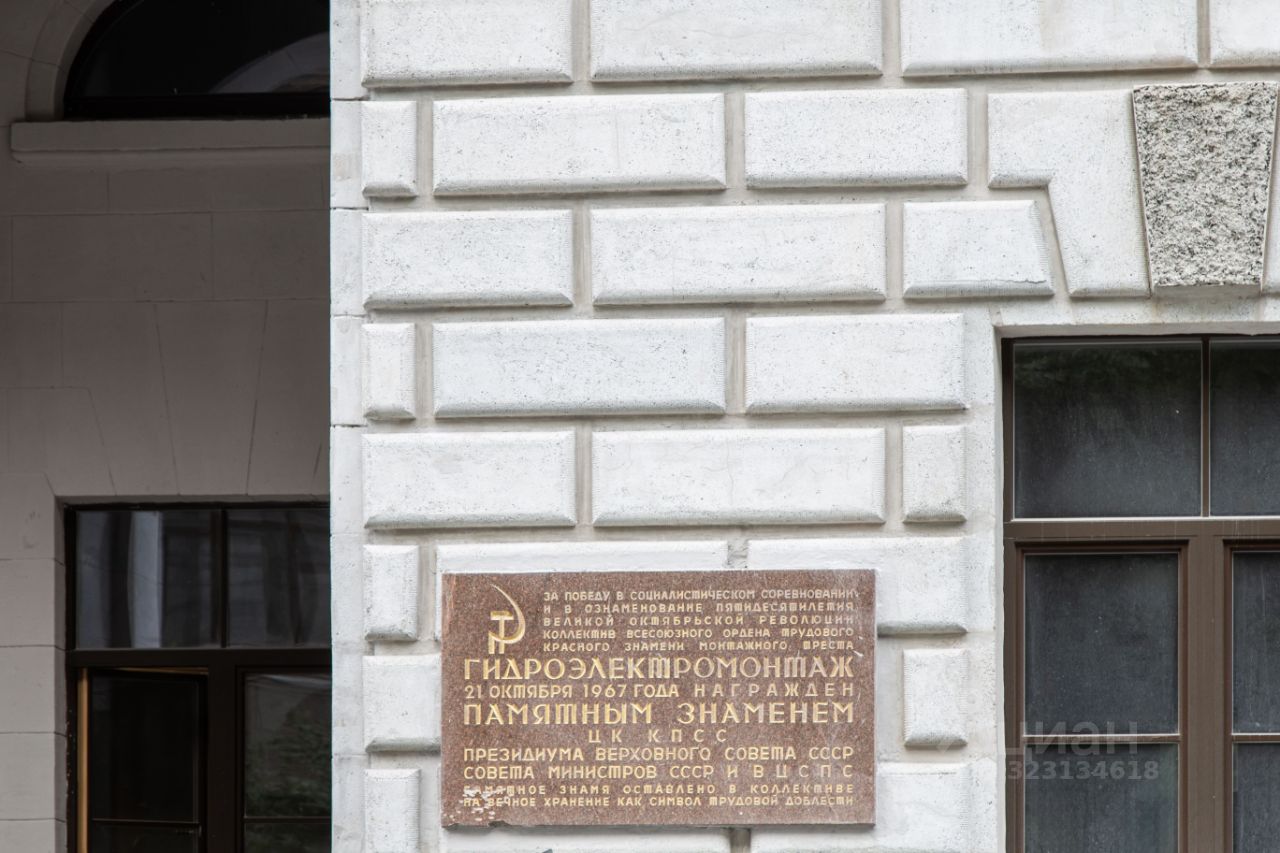 ЗА ПОБЕДУ В СОЦИАЛИСТИЧЕСКОМ СОРЕВНОВАНИИ
И В ОЗНАМЕНОВАНИЕ ПЯТИДЕСЯТИЛЕТИЯ
ВЕЛИКОЙ ОКТЯБРЬСКОЙ РЕВОЛЮЦИИ
КОЛЛЕКТИВ ВСЕСОЮЗНОГО ОРДЕНА ТРУДОВОГО
КРАСНОГО ЗНАМЕНИ МОНТАЖНОГО ТРЕСТА
ГИДРОЭЛЕКТРОМОНТАЖ
21 ОКТЯБРЯ 1967 ГОДА НАГРАЖДЕН
ПАМЯТНЫМ ЗНАМЕНЕМ
ЦК КПСС
ПРЕЗИДИУМА ВЕРХОВНОГО СОВЕТА СССР
СОВЕТА МИНИСТРОВ СССР И ВЦСПС
ПАМЯТНОЕ ЗНАМЯ ОСТАВЛЕНО В КОЛЛЕКТИВЕ
НА ВЕЧНОЕ ХРАНЕНИЕ КАК СИМВОЛ ТРУДОВОЙ ДОБЛЕСТИ
Циан
323134618